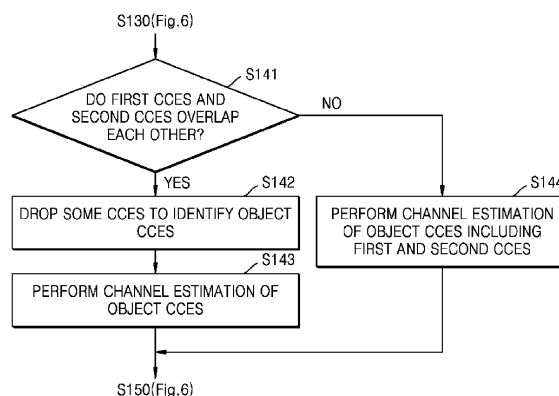 S130(Fig.6)
S141
DO FIRST CCES AND
SECOND CCES OVERLAP
EACH OTHER?
NO
YES
S142
DROP SOME CCES TO IDENTIFY OBJECT
CCES
S144
PERFORM CHANNEL ESTIMATION
OF OBJECT CCES INCLUDING
FIRST AND SECOND CCES
S143
PERFORM CHANNEL ESTIMATION OF
OBJECT CCES
S150(Fig.6)